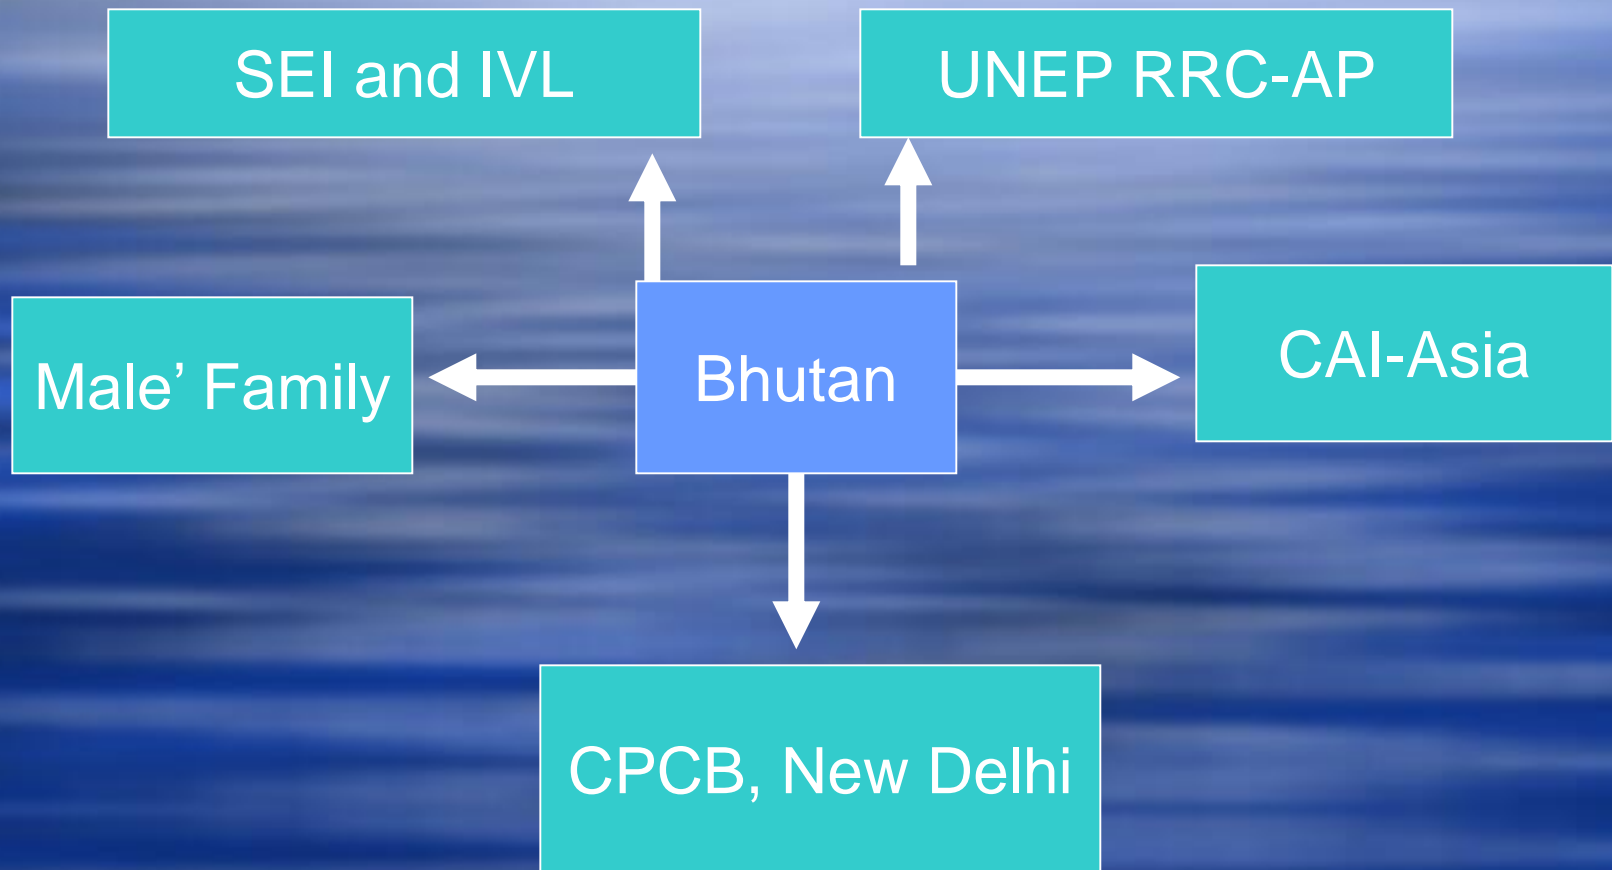 SEI and IVL
UNEP RRC-AP
Male’ Family
Bhutan
CAI-Asia
CPCB, New Delhi